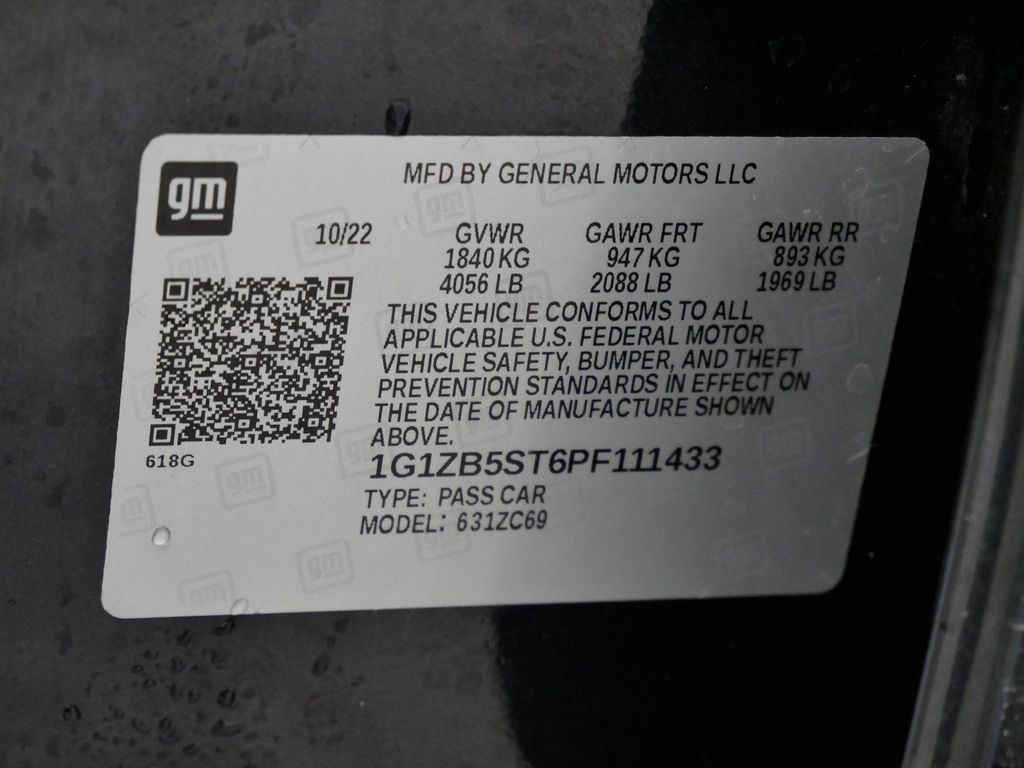 gm
MFD BY GENERAL MOTORS LLC
10/22 GVWR GAWR FRT GAWR RR
1840 KG 947 KG 893 KG
4056 LB 2088 LB 1969 LB
THIS VEHICLE CONFORMS TO ALL
APPLICABLE U.S. FEDERAL MOTOR
VEHICLE SAFETY, BUMPER, AND THEFT
PREVENTION STANDARDS IN EFFECT ON
THE DATE OF MANUFACTURE SHOWN
ABOVE.
618G
1G1ZB5ST6PF111433
TYPE: PASS CAR
MODEL: 631ZC69